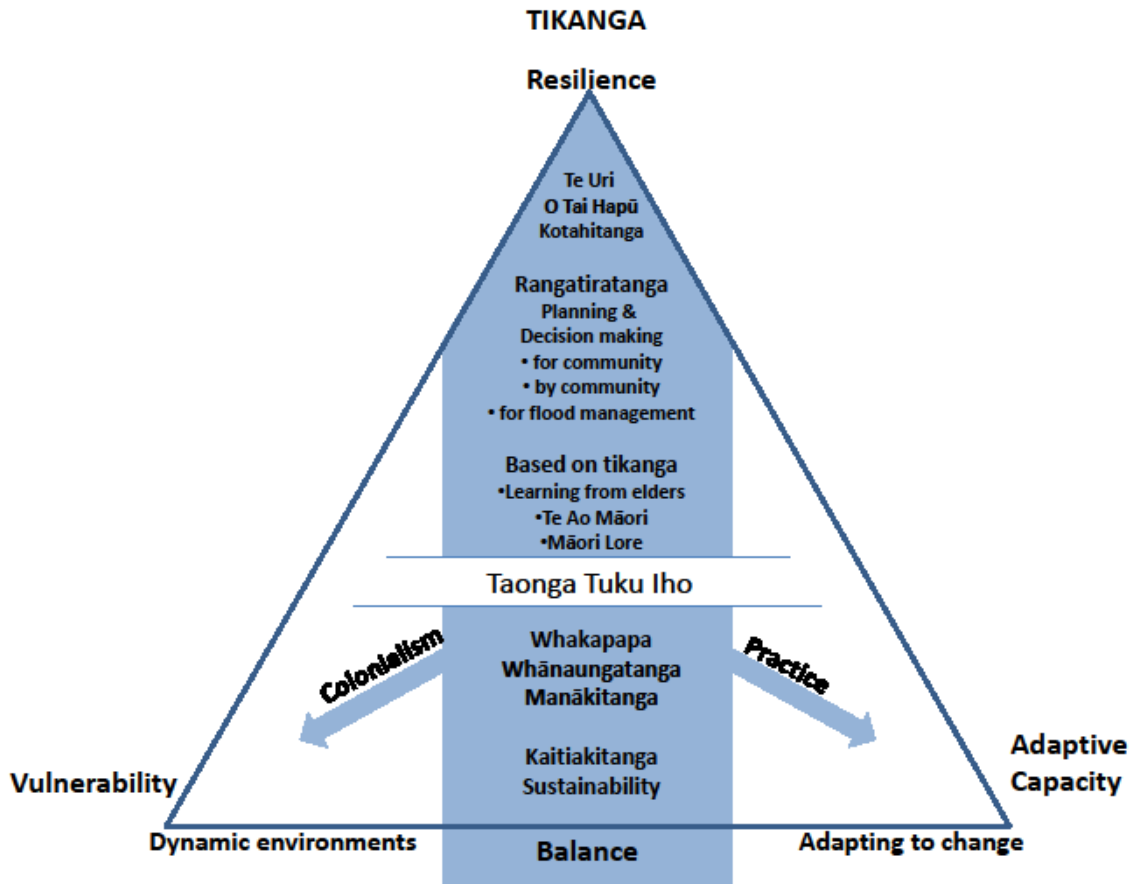 TIKANGA
Resilience
Te Uri
O Tai Hapū
Kotahitanga
Rangatiratanga
Planning &
Decision making
• for community
• by community
• for flood management
Based on tikanga
•Learning from elders
•Te Ao Māori
•Māori Lore
Taonga Tuku Iho
Colonialism
Whakapapa
Whānaungatanga
Manākitanga
Practice
Kaitiakitanga
Sustainability
Vulnerability
Adaptive
Capacity
Dynamic environments
Balance
Adapting to change